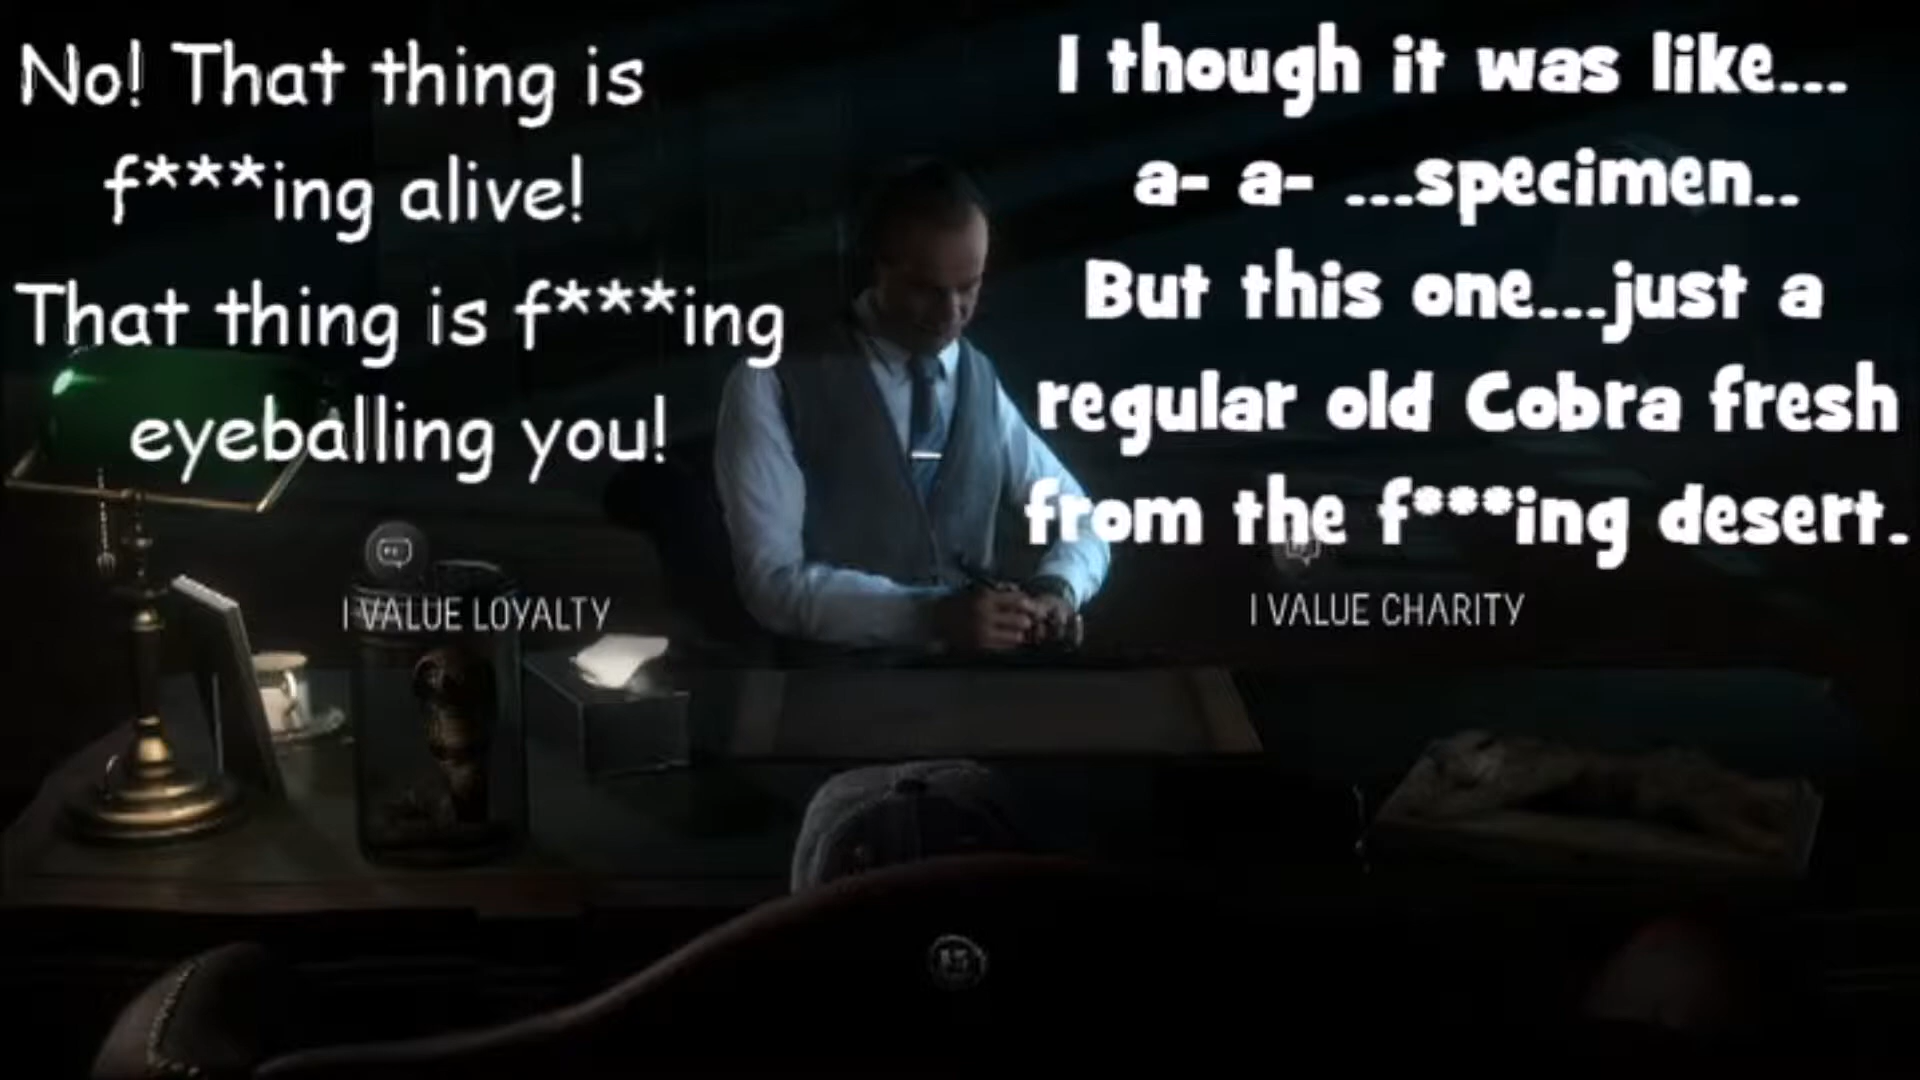 No! That thing is
f***ing alive!
That thing is f***ing
eyeballing you!
I though it was like...
a- a- ...specimen..
But this one...just a
regular old Cobra fresh
from the f***ing desert.
I VALUE LOYALTY
I VALUE CHARITY